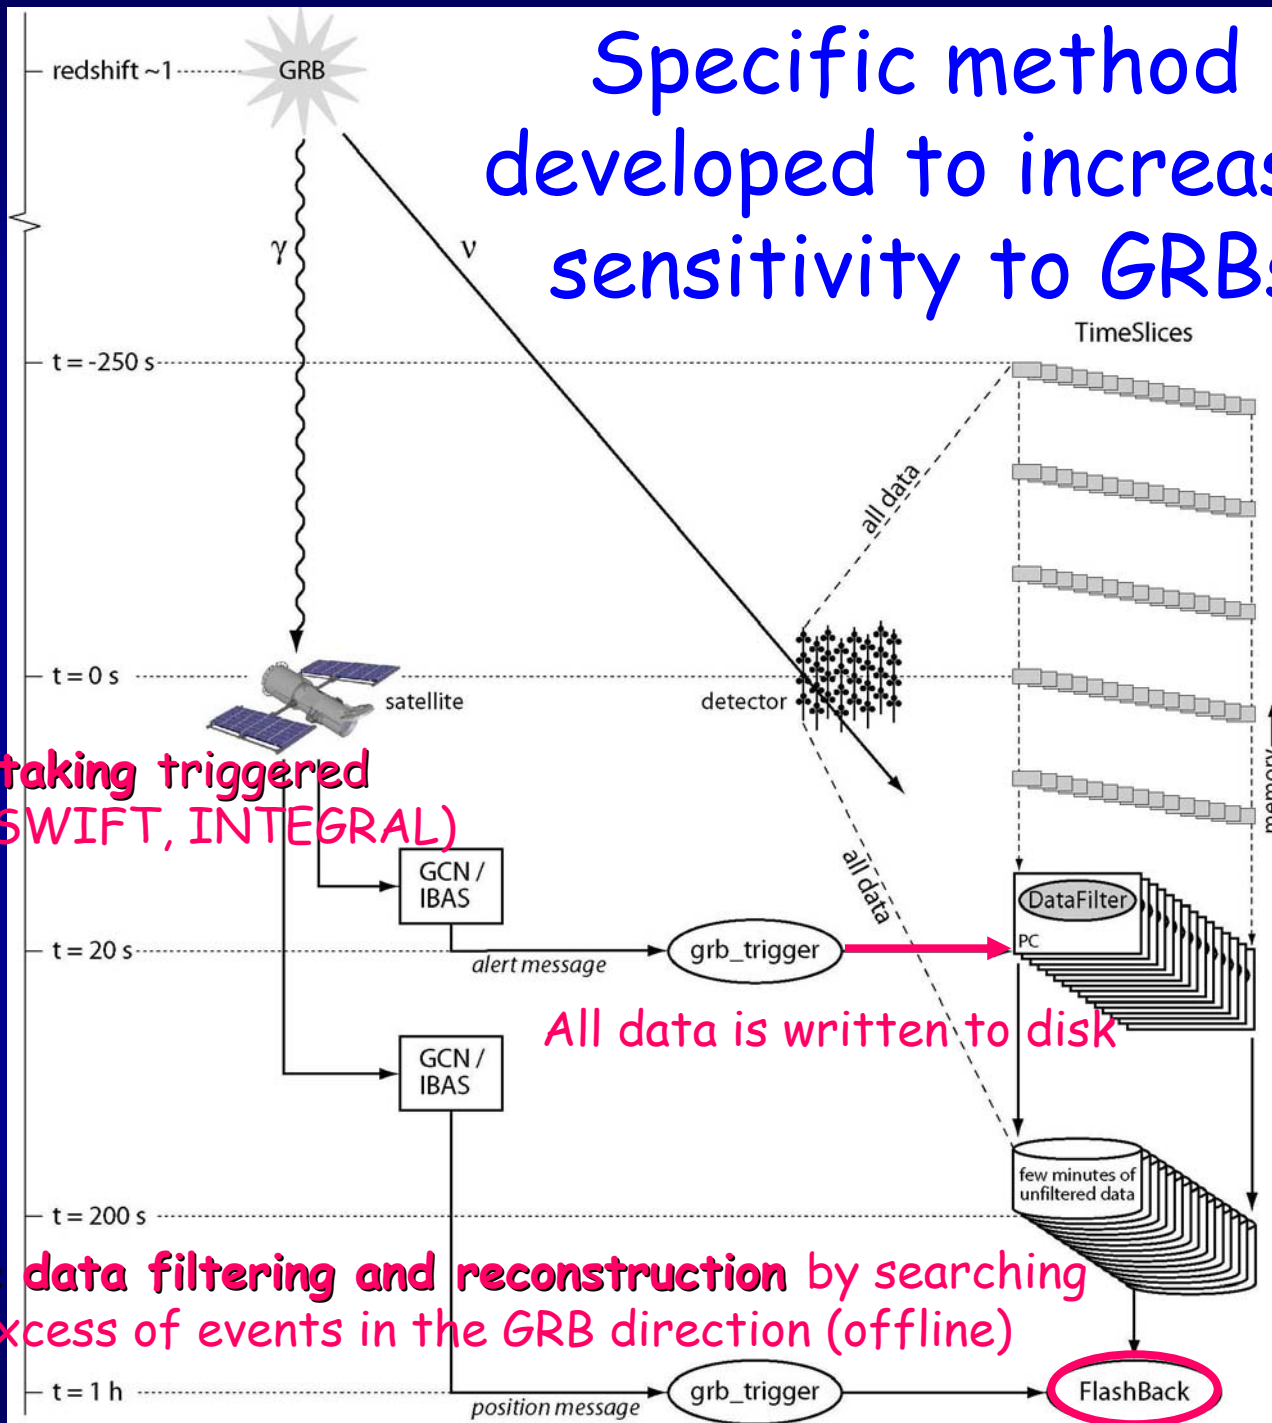 Specific method
developed to increas
sensitivity to GRBs
redshift ~1
GRB
γ
ν
TimeSlices
t = -250 s
all data
t = 0 s
satellite
detector
taking triggered
SWIFT, INTEGRAL)
memory
GCN /
IBAS
all data
DataFilter
PC
t = 20 s
alert message
grb_trigger
All data is written to disk
GCN /
IBAS
few minutes of
unfiltered data
t = 200 s
data filtering and reconstruction by searching
xcess of events in the GRB direction (offline)
t = 1 h
position message
grb_trigger
FlashBack